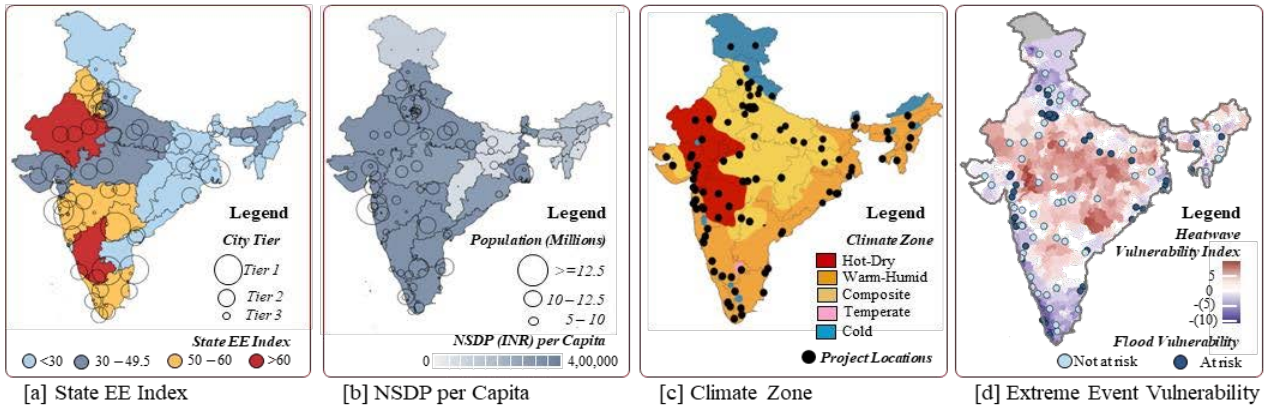 Legend
City Tier
Tier 1
Tier 2
Tier 3
State EE Index
<30
30 – 49.5
50 – 60
>60
[a] State EE Index
Legend
Population (Millions)
>=12.5
10 – 12.5
5 – 10
NSDP (INR) per Capita
0
4,00,000
[b] NSDP per Capita
Legend
Climate Zone
Hot-Dry
Warm-Humid
Composite
Temperate
Cold
Project Locations
[c] Climate Zone
Legend
Heatwave
Vulnerability Index
5
0
-(5)
-(10)
Flood Vulnerability
Not at risk
At risk
[d] Extreme Event Vulnerability